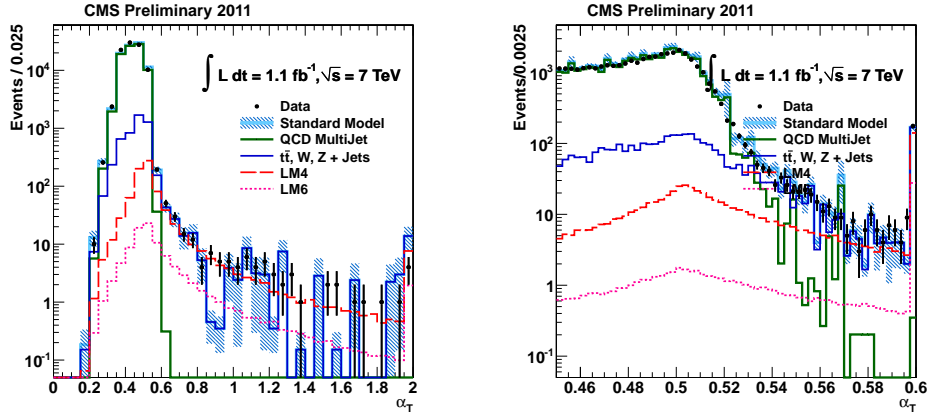 CMS Preliminary 2011
Events / 0.025
10⁴
10³
10²
10
1
10⁻¹
∫ L dt = 1.1 fb⁻¹, √s = 7 TeV
Data
Standard Model
QCD MultiJet
tt̄, W, Z + Jets
LM4
LM6
0 0.2 0.4 0.6 0.8 1 1.2 1.4 1.6 1.8 2
α_T
CMS Preliminary 2011
Events/0.0025
10³
10²
10
1
10⁻¹
∫ L dt = 1.1 fb⁻¹, √s = 7 TeV
Data
Standard Model
QCD MultiJet
tt̄, W, Z + Jets
LM4
0.46 0.48 0.5 0.52 0.54 0.56 0.58 0.6
α_T